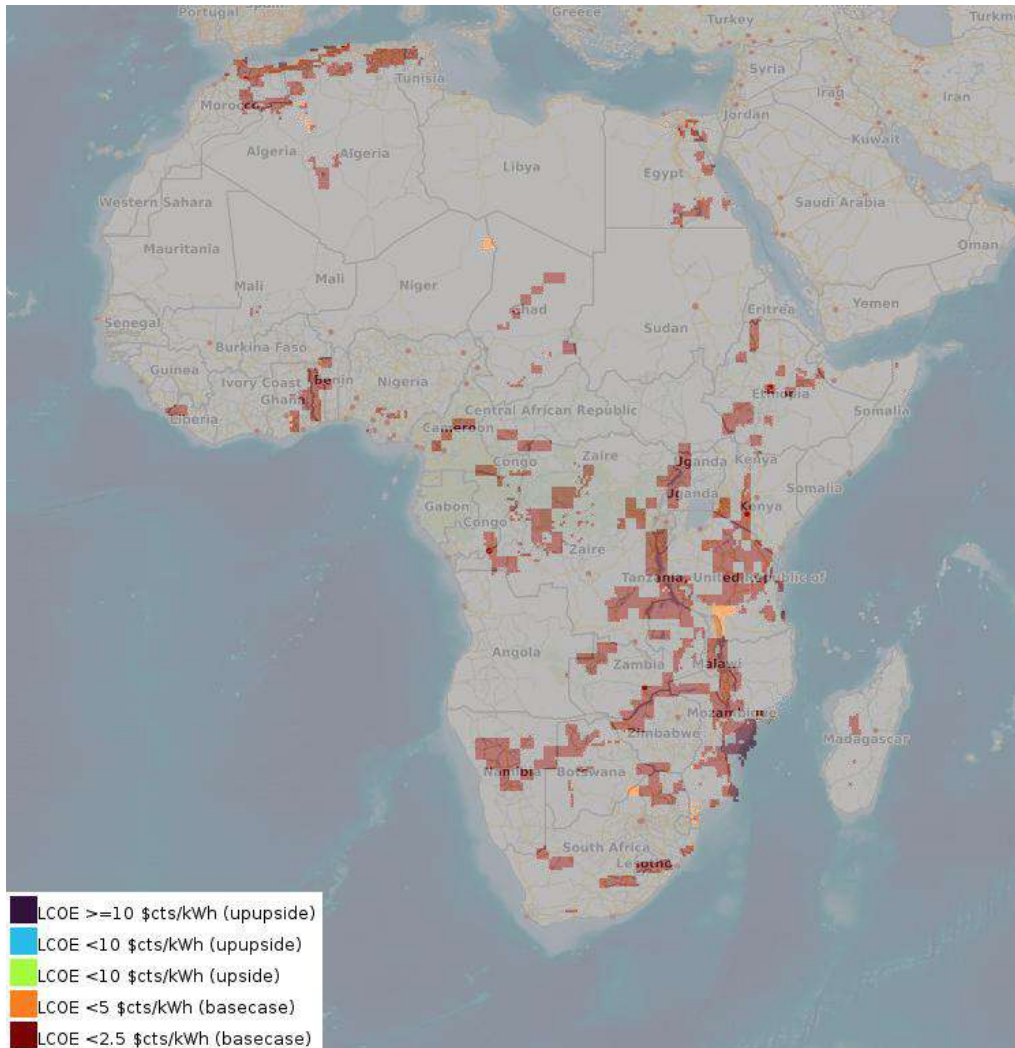 Portugal
Greece
Turkey
Syria
Iraq
Iran
Tunisia
Jordan
Kuwait
Algeria
Algeria
Libya
Egypt
Western Sahara
Saudi Arabia
Mauritania
Oman
Mali
Mali
Niger
Sudan
Eritrea
Yemen
Senegal
Burkina Faso
Guinea
Ivory Coast
Benin
Nigeria
Ethiopia
Liberia
Central African Republic
Somalia
Cameroon
Congo
Zaire
Uganda
Kenya
Somalia
Uganda
Gabon
Kenya
Congo
Zaire
Tanzania, United Republic of
Angola
Zambia
Malawi
Mozambique
Zimbabwe
Madagascar
Namibia
Botswana
South Africa
Lesotho
LCOE >=10 $cts/kWh (upupside)
LCOE <10 $cts/kWh (upupside)
LCOE <10 $cts/kWh (upside)
LCOE <5 $cts/kWh (basecase)
LCOE <2.5 $cts/kWh (basecase)